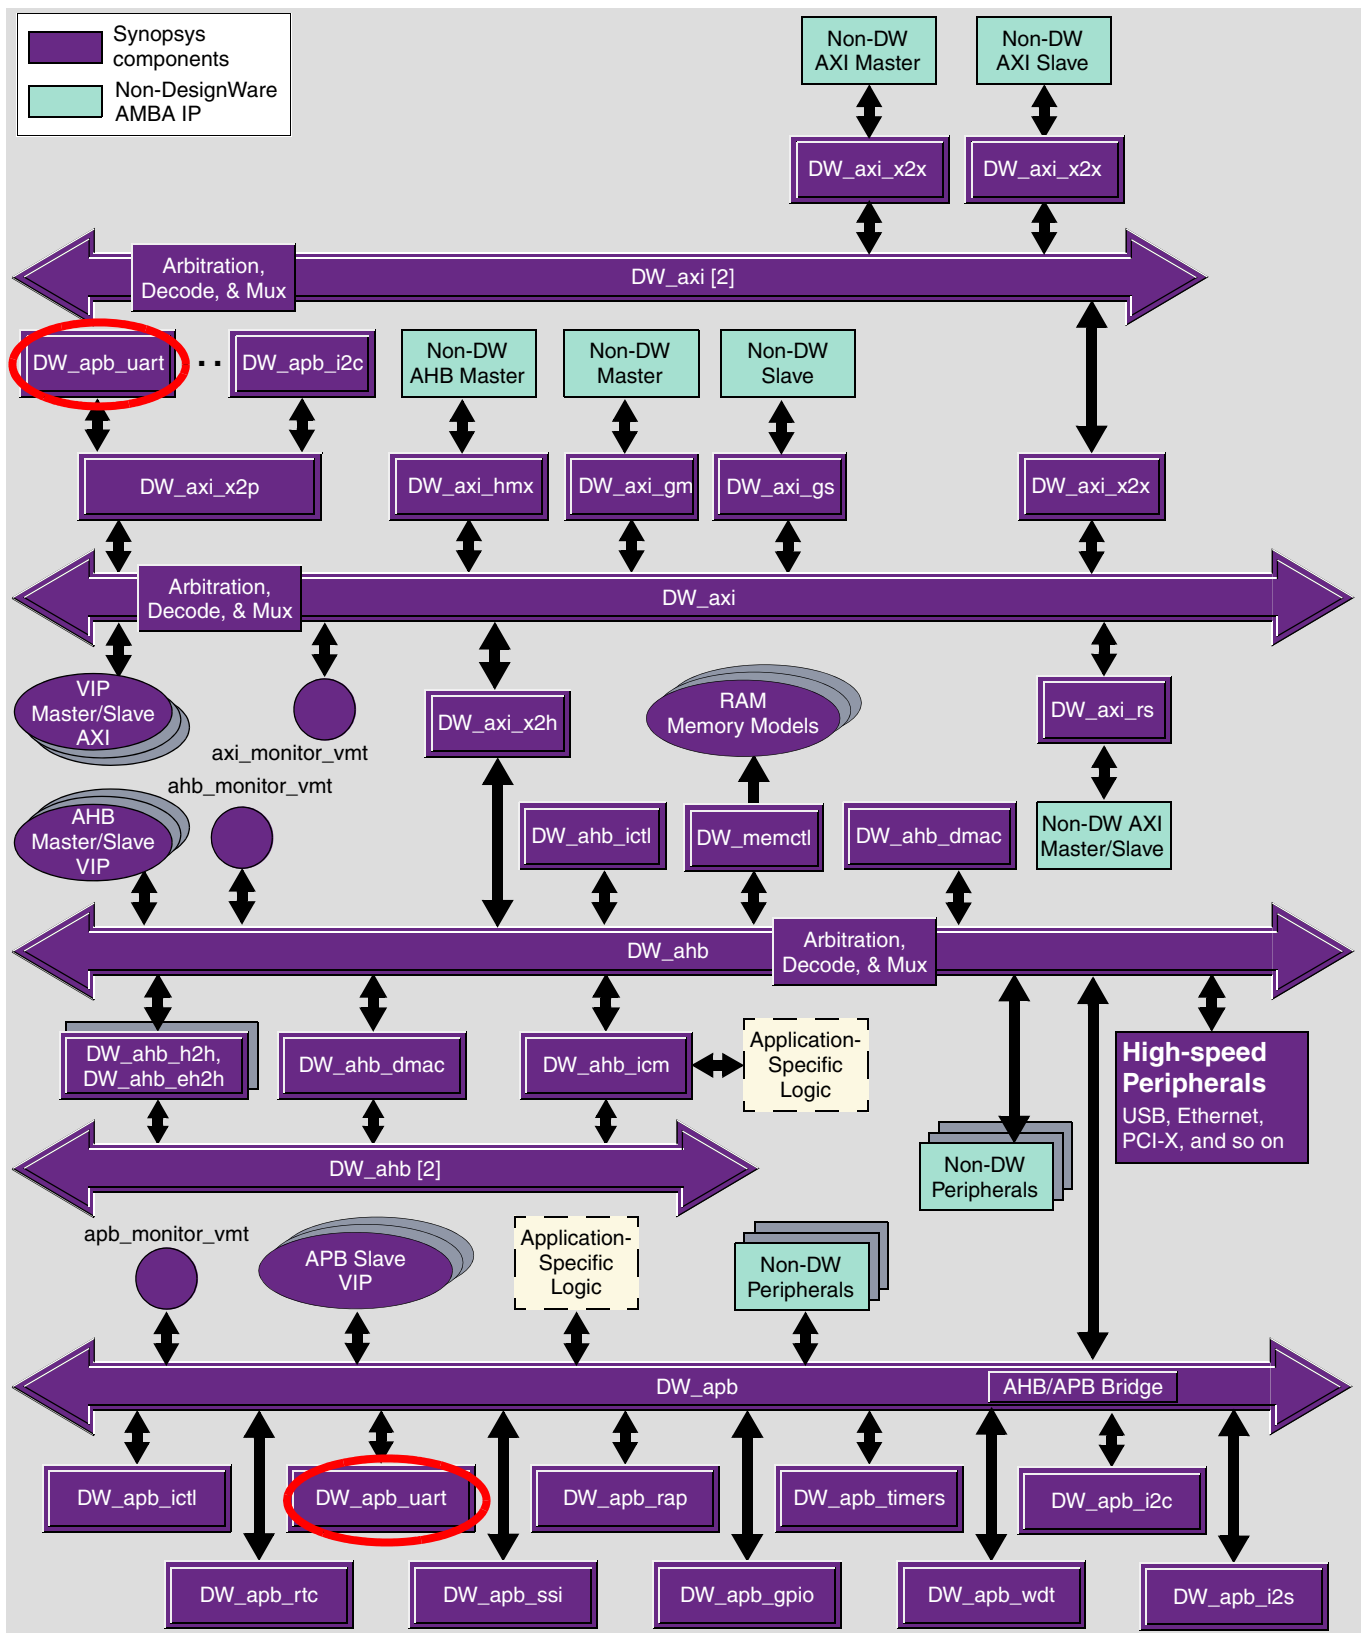 Synopsys
components
Non-DesignWare
AMBA IP
Non-DW
AXI Master
Non-DW
AXI Slave
DW_axi_x2x
DW_axi_x2x
Arbitration,
Decode, & Mux
DW_axi [2]
DW_apb_uart
..
DW_apb_i2c
Non-DW
AHB Master
Non-DW
Master
Non-DW
Slave
DW_axi_x2p
DW_axi_hmx
DW_axi_gm
DW_axi_gs
DW_axi_x2x
Arbitration,
Decode, & Mux
DW_axi
VIP
Master/Slave
AXI
axi_monitor_vmt
DW_axi_x2h
RAM
Memory Models
DW_axi_rs
ahb_monitor_vmt
AHB
Master/Slave
VIP
DW_ahb_ictl
DW_memctl
DW_ahb_dmac
Non-DW AXI
Master/Slave
DW_ahb
Arbitration,
Decode, & Mux
DW_ahb_h2h,
DW_ahb_eh2h
DW_ahb_dmac
DW_ahb_icm
Application-
Specific
Logic
High-speed
Peripherals
USB, Ethernet,
PCI-X, and so on
DW_ahb [2]
Non-DW
Peripherals
apb_monitor_vmt
APB Slave
VIP
Application-
Specific
Logic
Non-DW
Peripherals
DW_apb
AHB/APB Bridge
DW_apb_ictl
DW_apb_uart
DW_apb_rap
DW_apb_timers
DW_apb_i2c
DW_apb_rtc
DW_apb_ssi
DW_apb_gpio
DW_apb_wdt
DW_apb_i2s